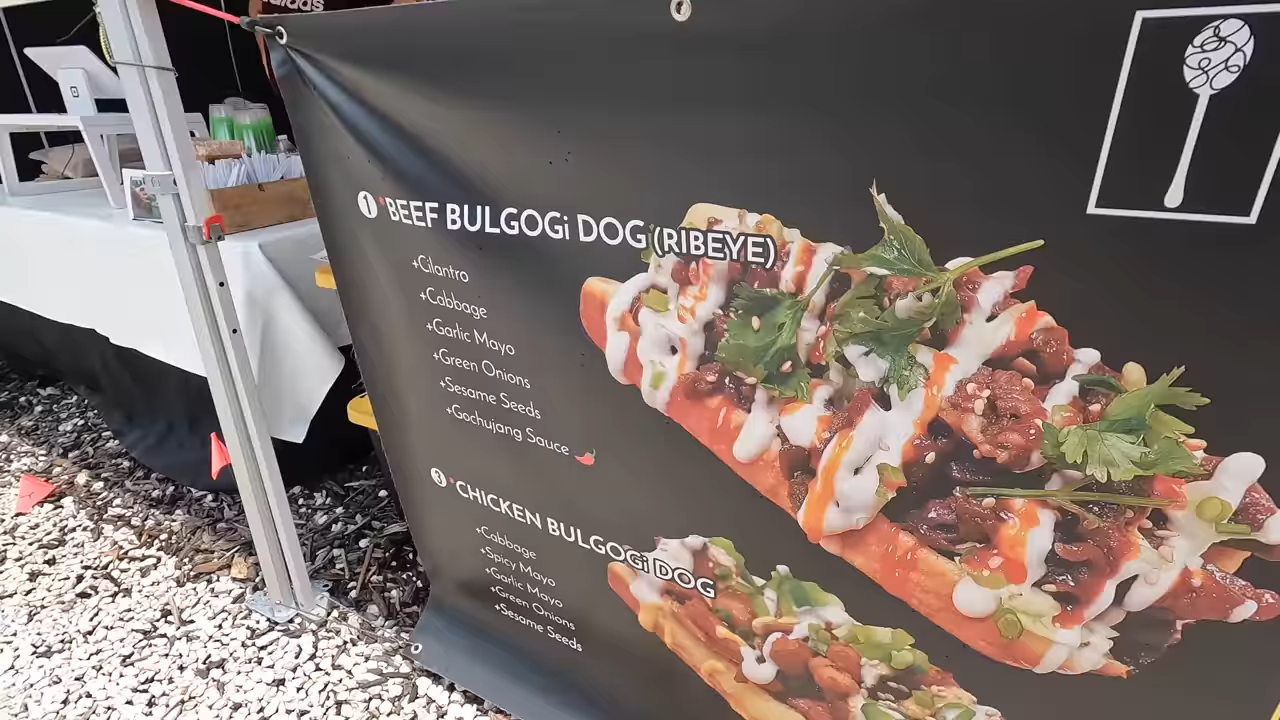 adidas
1 *BEEF BULGOGi DOG (RIBEYE)
+Cilantro
+Cabbage
+Garlic Mayo
+Green Onions
+Sesame Seeds
+Gochujang Sauce
3 *CHICKEN BULGOGi DOG
+Cabbage
+Spicy Mayo
+Garlic Mayo
+Green Onions
+Sesame Seeds